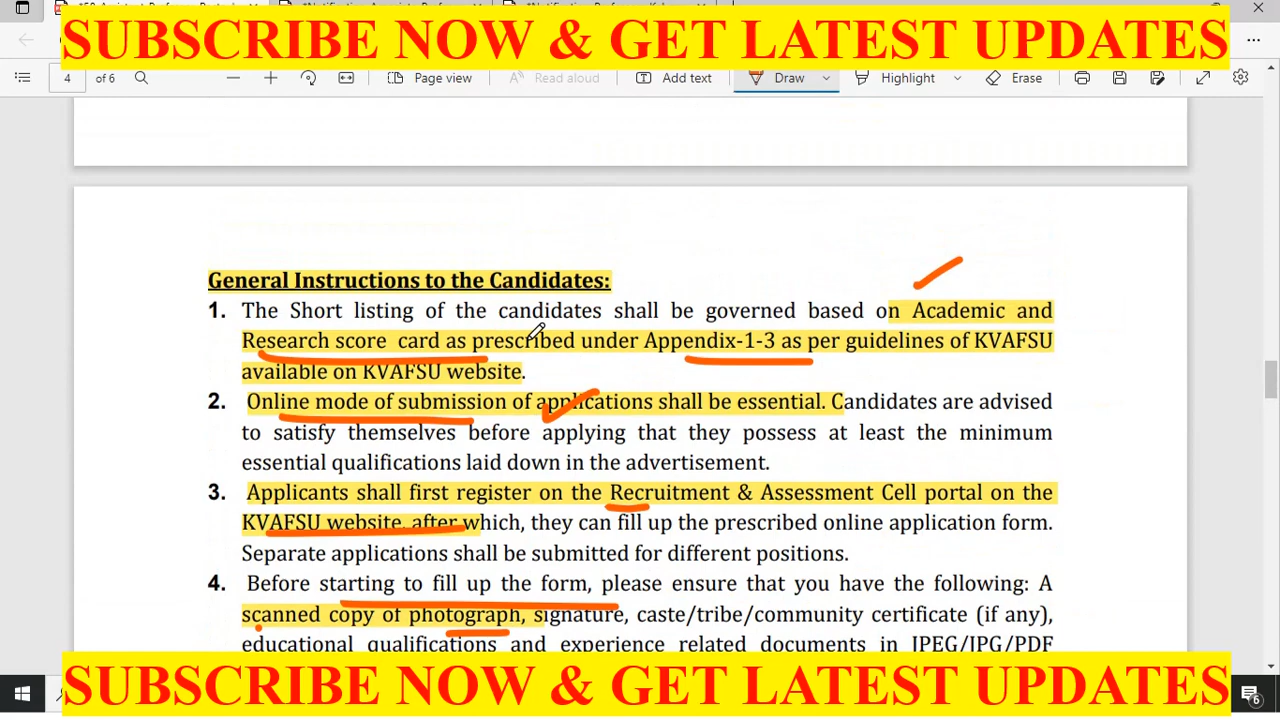 SUBSCRIBE NOW & GET LATEST UPDATES
4 of 6 Page view Read aloud Add text Draw Highlight Erase
General Instructions to the Candidates:
1. The Short listing of the candidates shall be governed based on Academic and
Research score card as prescribed under Appendix-1-3 as per guidelines of KVAFSU
available on KVAFSU website.
2. Online mode of submission of applications shall be essential. Candidates are advised
to satisfy themselves before applying that they possess at least the minimum
essential qualifications laid down in the advertisement.
3. Applicants shall first register on the Recruitment & Assessment Cell portal on the
KVAFSU website, after which, they can fill up the prescribed online application form.
Separate applications shall be submitted for different positions.
4. Before starting to fill up the form, please ensure that you have the following: A
scanned copy of photograph, signature, caste/tribe/community certificate (if any),
educational qualifications and experience related documents in JPEG/JPG/PDF
SUBSCRIBE NOW & GET LATEST UPDATES
6